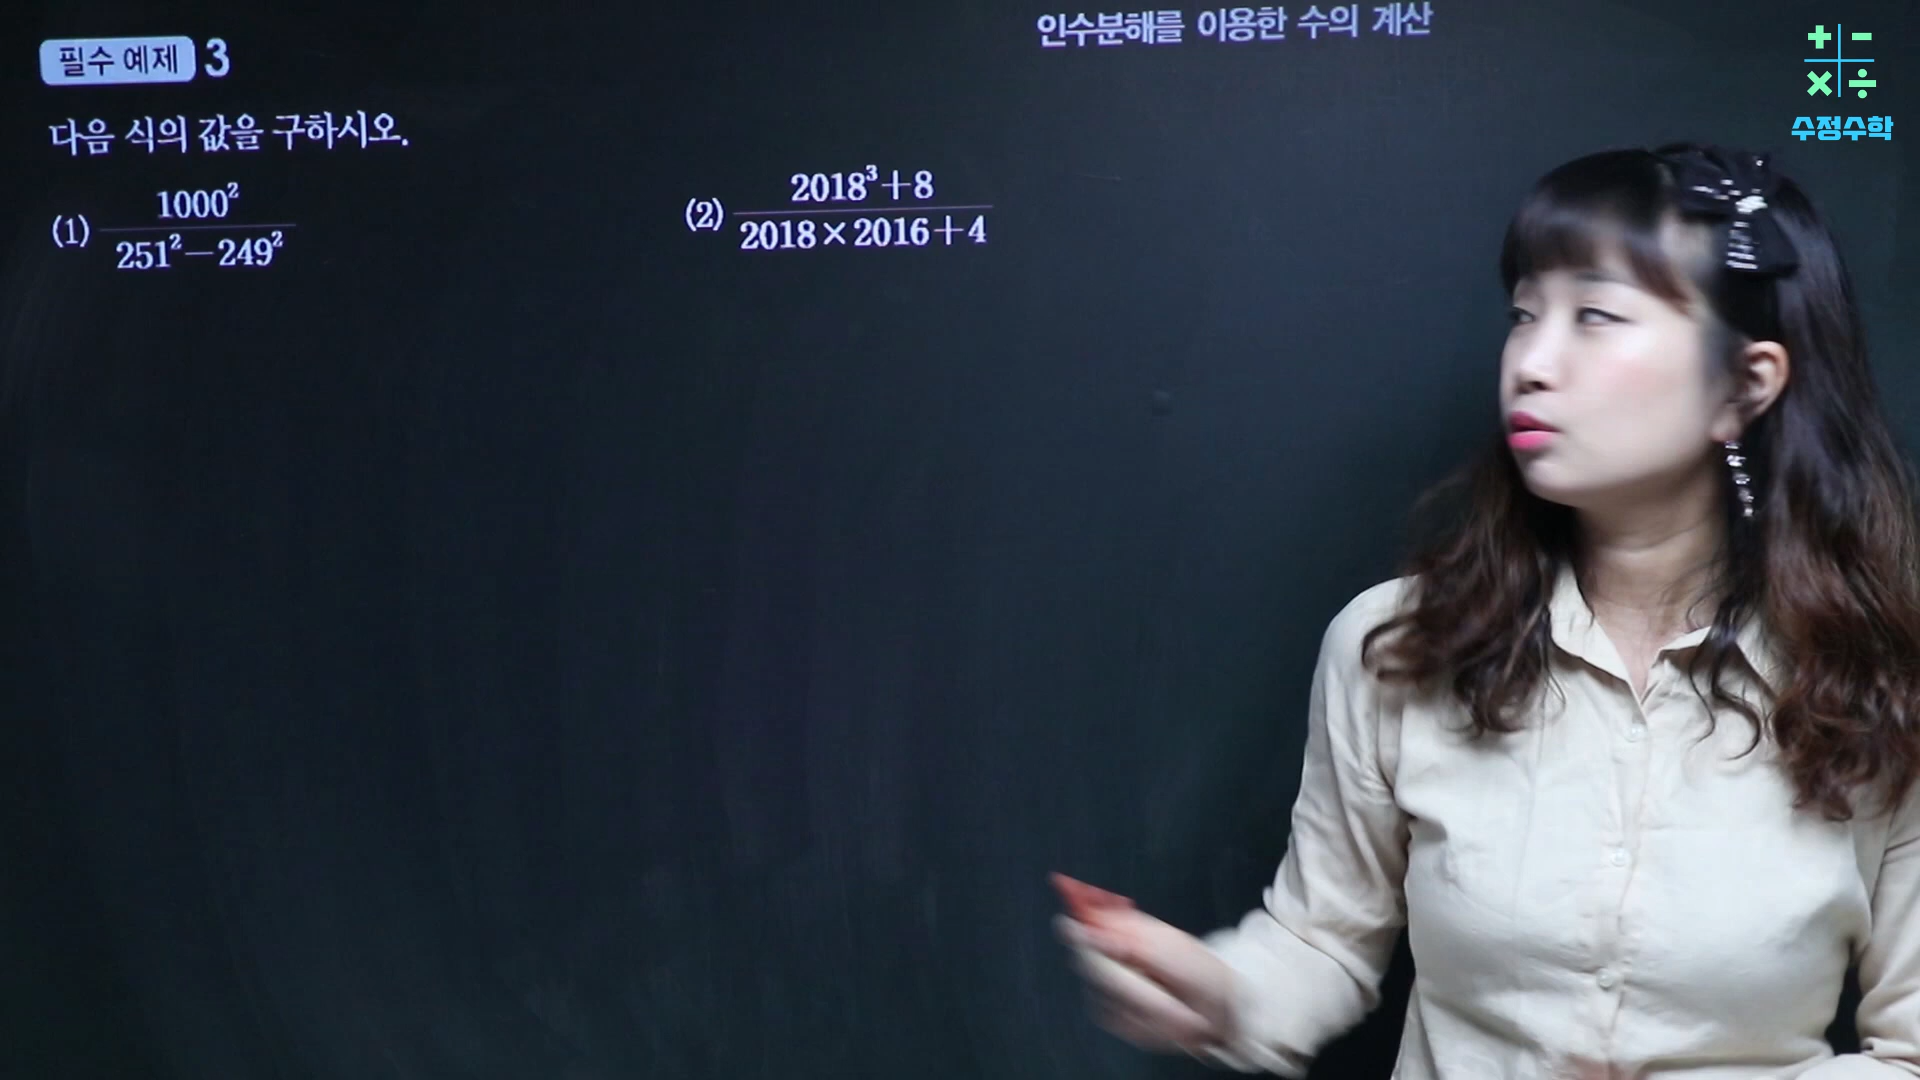 인수분해를 이용한 수의 계산
필수 예제 3
다음 식의 값을 구하시오.
(1) 1000² / 251²−249²
(2) 2018³+8 / 2018×2016+4
수정수학